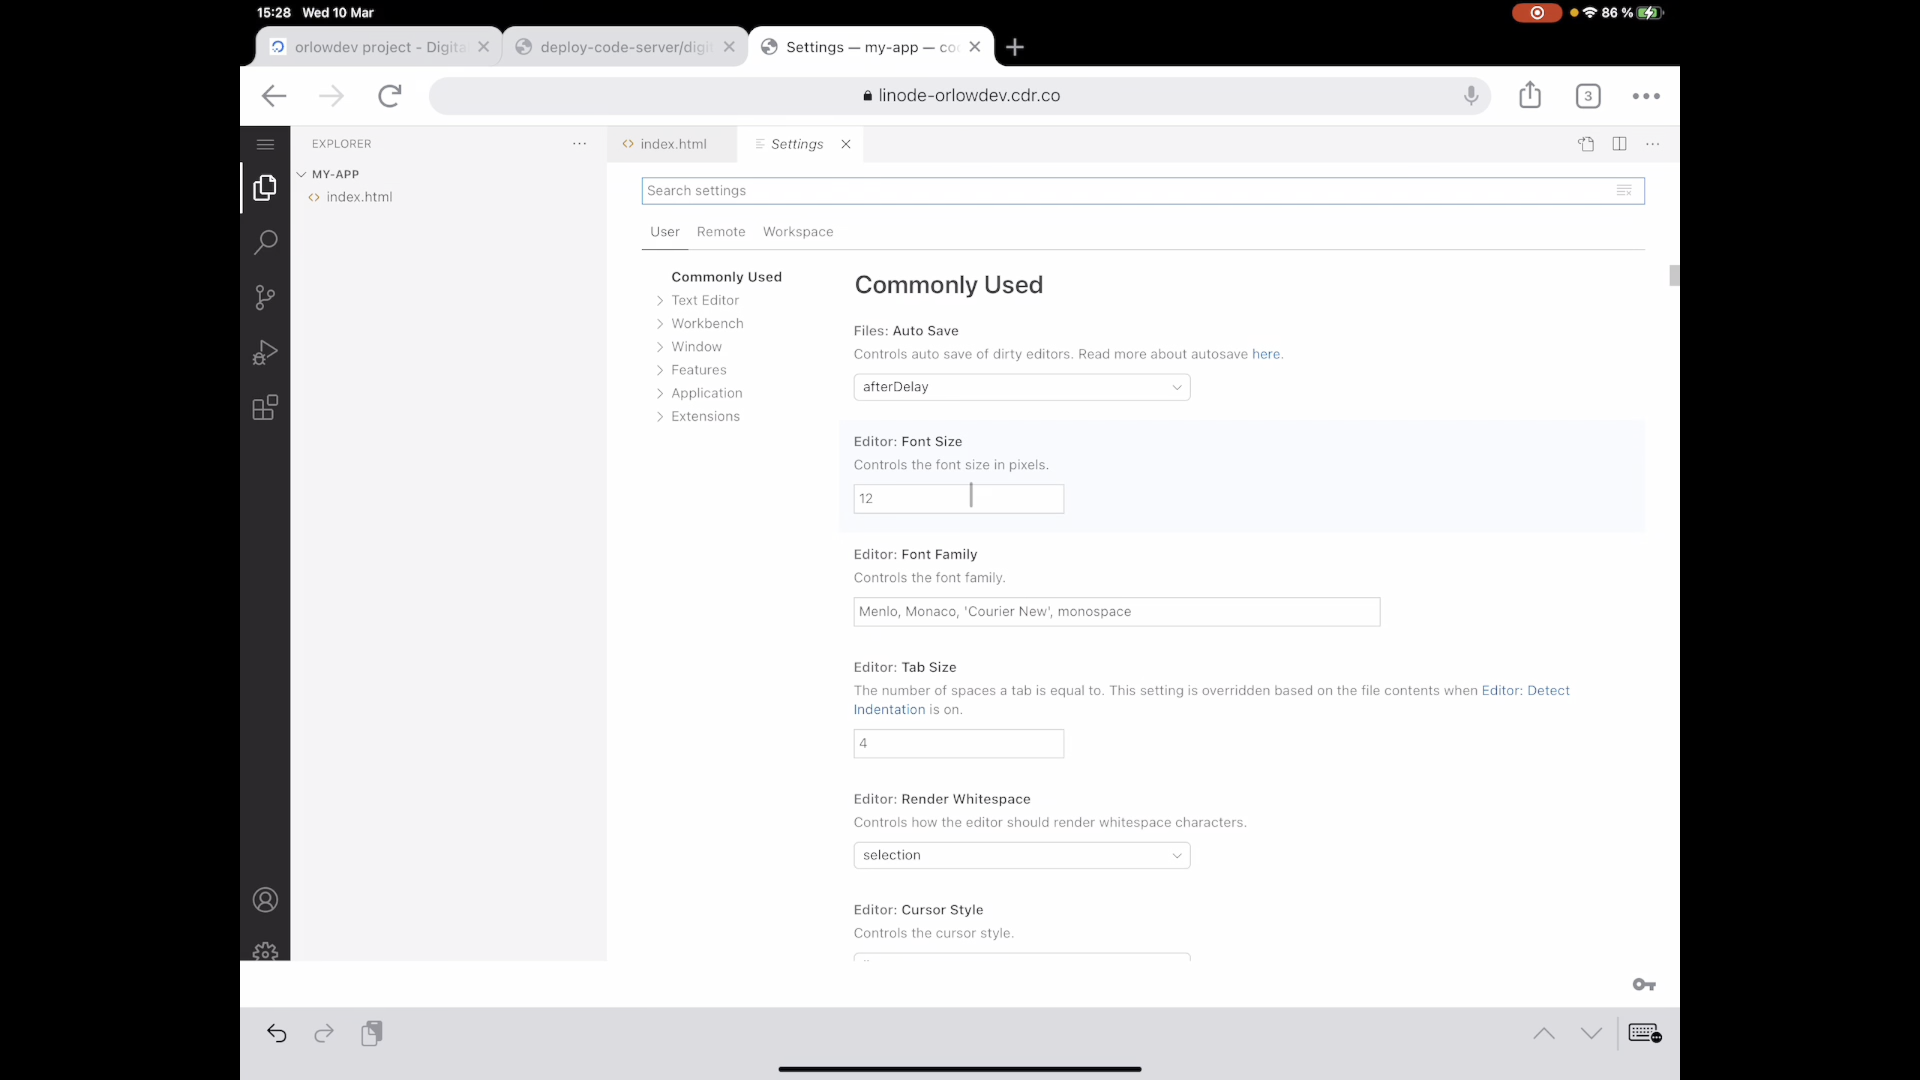 15:28 Wed 10 Mar
86 %
orlowdev project - Digita
deploy-code-server/digi
Settings — my-app — co
linode-orlowdev.cdr.co
3
EXPLORER
index.html
Settings
MY-APP
index.html
Search settings
User Remote Workspace
Commonly Used
Text Editor
Workbench
Window
Features
Application
Extensions
Commonly Used
Files: Auto Save
Controls auto save of dirty editors. Read more about autosave here.
afterDelay
Editor: Font Size
Controls the font size in pixels.
12
Editor: Font Family
Controls the font family.
Menlo, Monaco, 'Courier New', monospace
Editor: Tab Size
The number of spaces a tab is equal to. This setting is overridden based on the file contents when Editor: Detect
Indentation is on.
4
Editor: Render Whitespace
Controls how the editor should render whitespace characters.
selection
Editor: Cursor Style
Controls the cursor style.